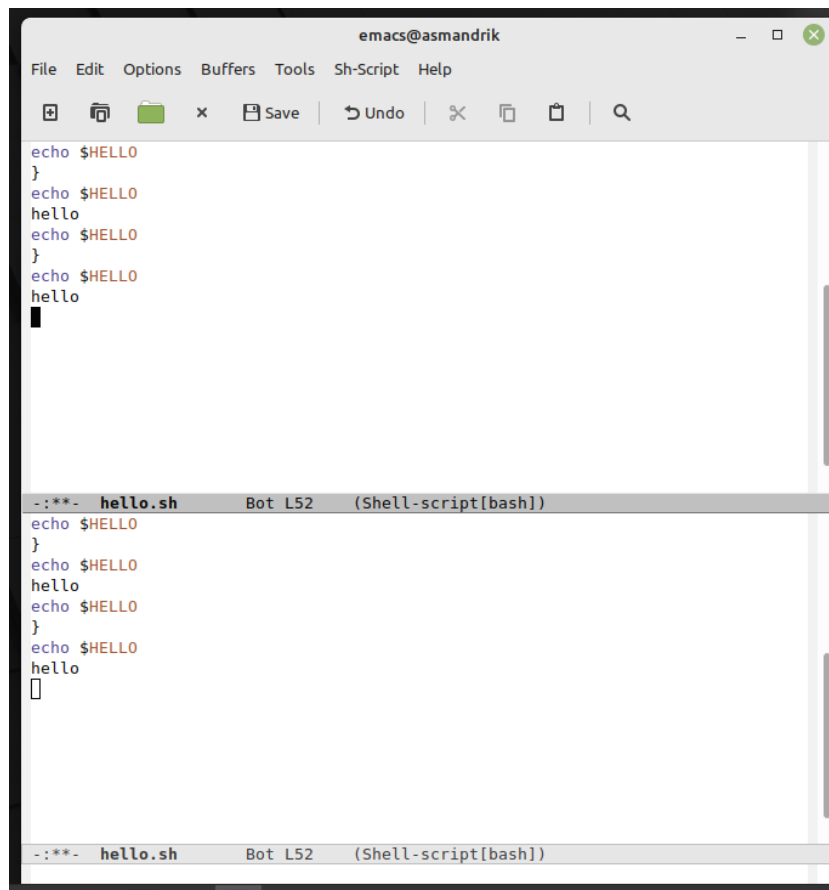 emacs@asmandrik
File Edit Options Buffers Tools Sh-Script Help
Save Undo
echo $HELLO
}
echo $HELLO
hello
echo $HELLO
}
echo $HELLO
hello
-:**- hello.sh Bot L52 (Shell-script[bash])
echo $HELLO
}
echo $HELLO
hello
echo $HELLO
}
echo $HELLO
hello
-:**- hello.sh Bot L52 (Shell-script[bash])